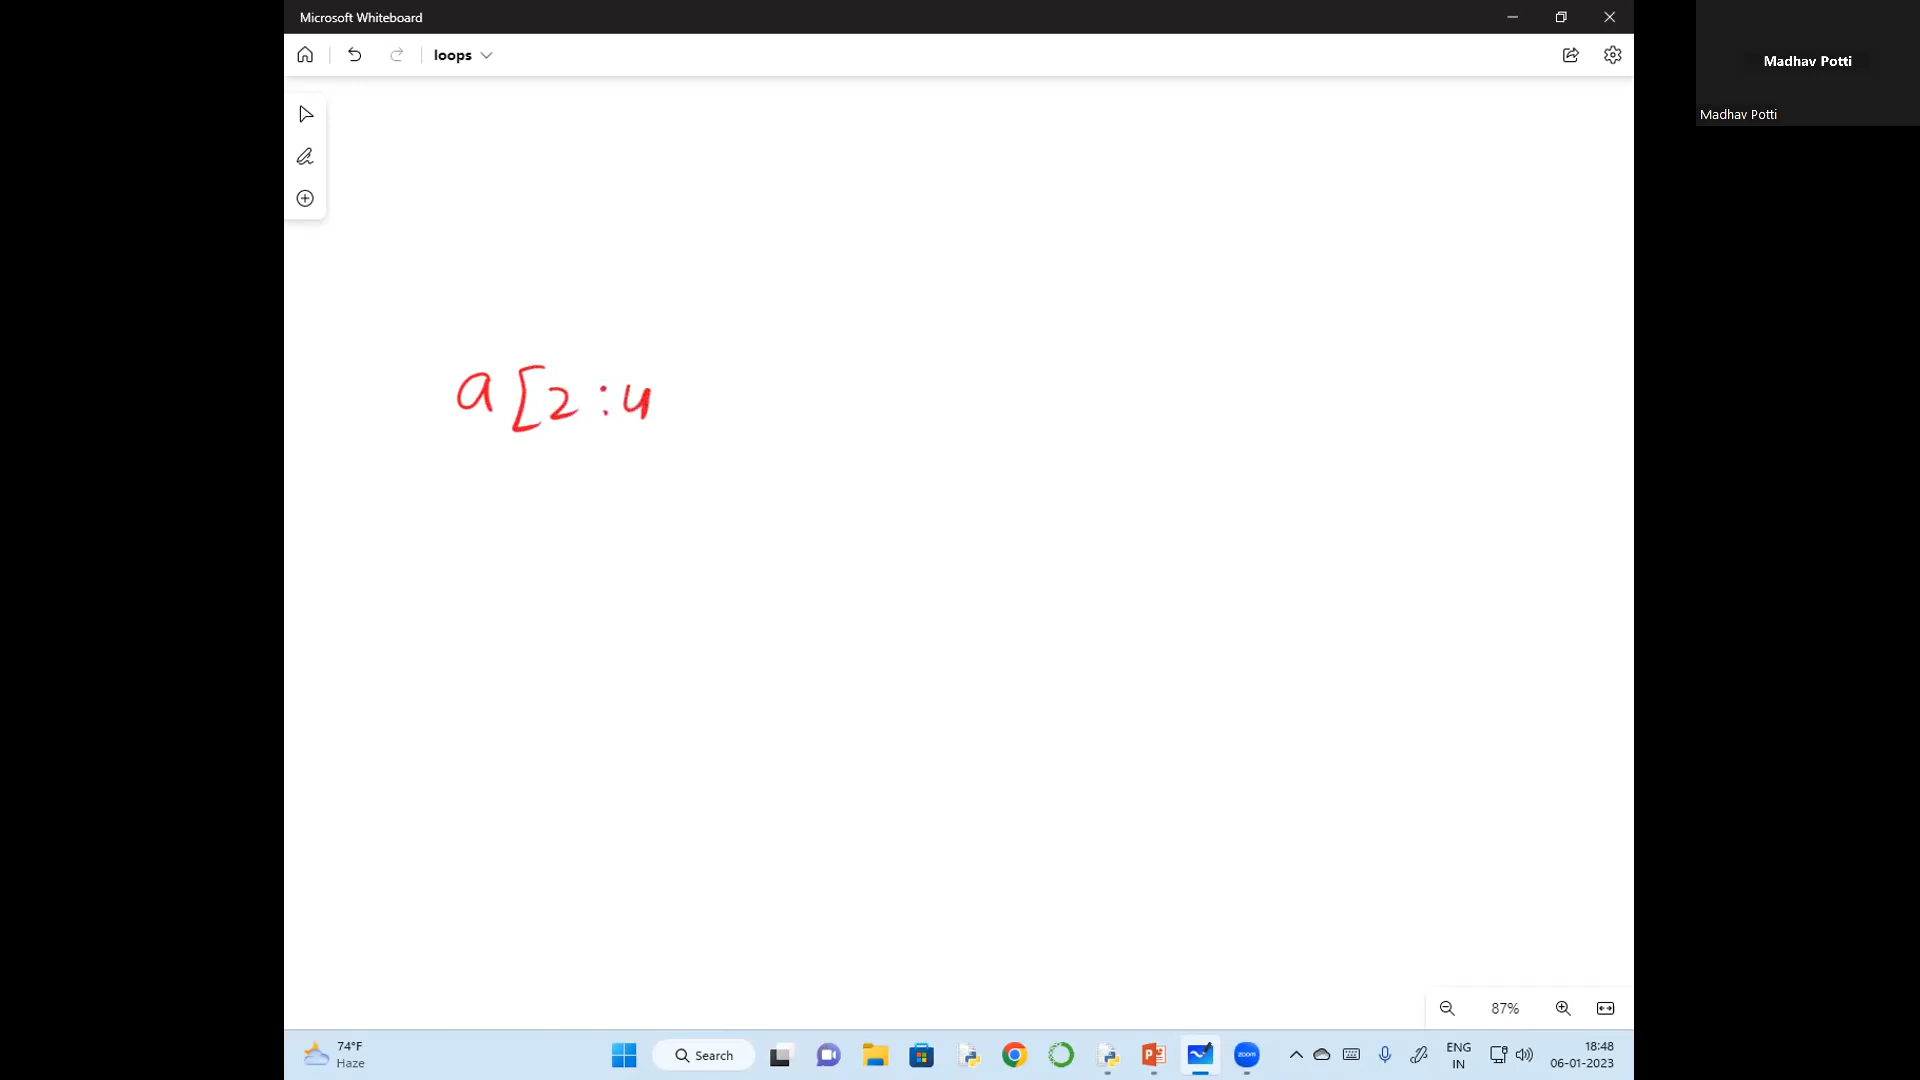 Microsoft Whiteboard
loops
Madhav Potti
Madhav Potti
a[2:4
87%
74°F
Haze
Search
zoom
ENG
IN
18:48
06-01-2023